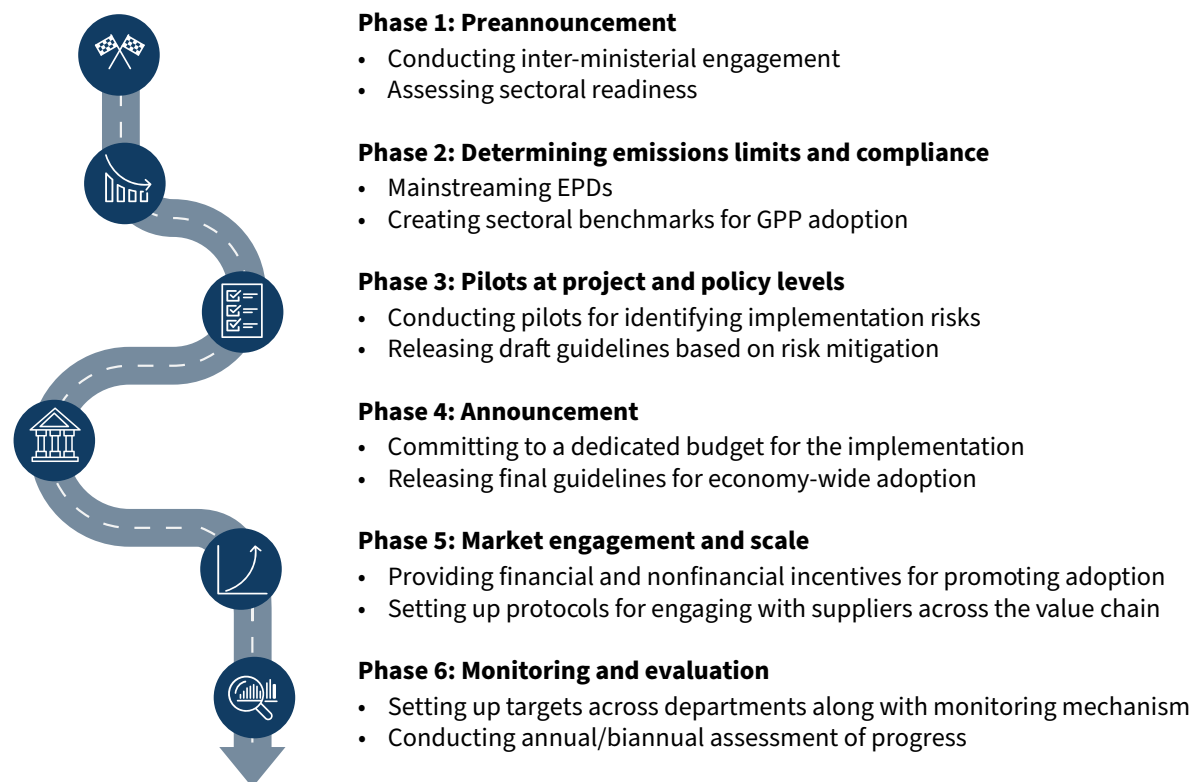 Phase 1: Preannouncement
• Conducting inter-ministerial engagement
• Assessing sectoral readiness
Phase 2: Determining emissions limits and compliance
• Mainstreaming EPDs
• Creating sectoral benchmarks for GPP adoption
Phase 3: Pilots at project and policy levels
• Conducting pilots for identifying implementation risks
• Releasing draft guidelines based on risk mitigation
Phase 4: Announcement
• Committing to a dedicated budget for the implementation
• Releasing final guidelines for economy-wide adoption
Phase 5: Market engagement and scale
• Providing financial and nonfinancial incentives for promoting adoption
• Setting up protocols for engaging with suppliers across the value chain
Phase 6: Monitoring and evaluation
• Setting up targets across departments along with monitoring mechanism
• Conducting annual/biannual assessment of progress